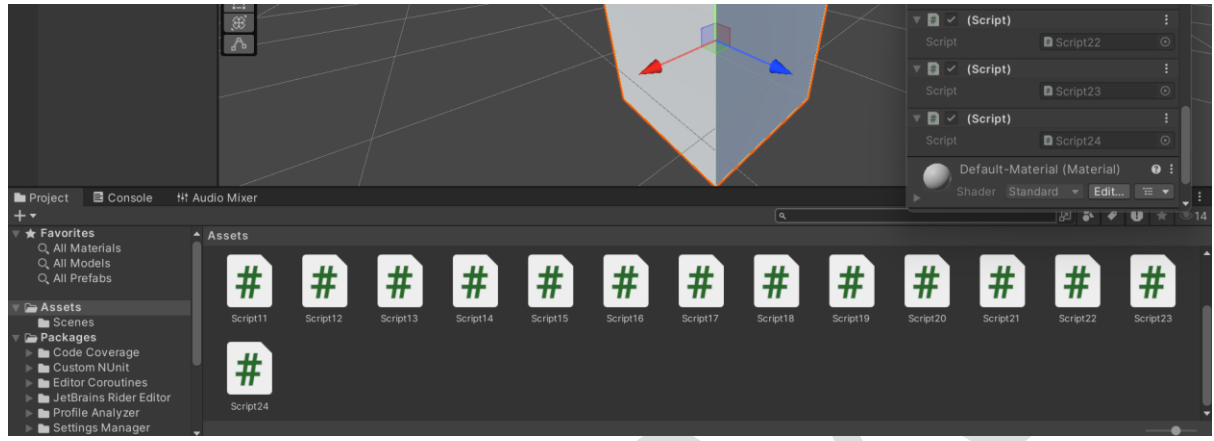 (Script)
Script Script22
(Script)
Script Script23
(Script)
Script Script24
Default-Material (Material)
Shader Standard Edit...
Project Console Audio Mixer
14
Favorites
All Materials
All Models
All Prefabs
Assets
Scenes
Packages
Code Coverage
Custom NUnit
Editor Coroutines
JetBrains Rider Editor
Profile Analyzer
Settings Manager
Assets
Script11 Script12 Script13 Script14 Script15 Script16 Script17 Script18 Script19 Script20 Script21 Script22 Script23
Script24